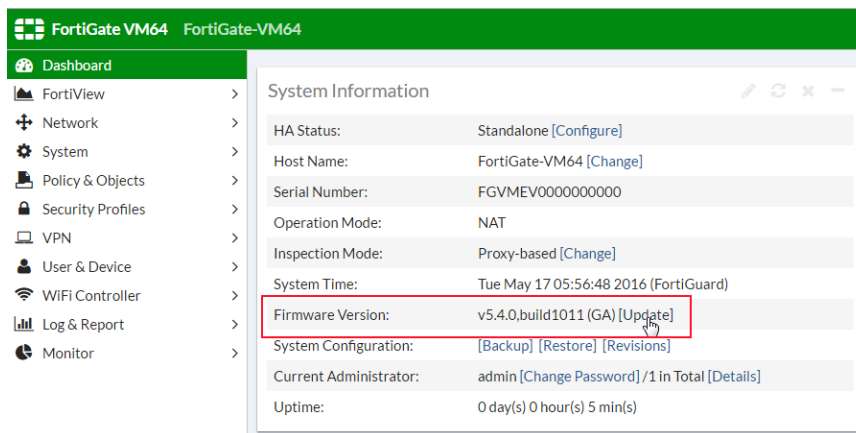 FortiGate VM64 FortiGate-VM64
Dashboard
FortiView
Network
System
Policy & Objects
Security Profiles
VPN
User & Device
WiFi Controller
Log & Report
Monitor
System Information
HA Status: Standalone [Configure]
Host Name: FortiGate-VM64 [Change]
Serial Number: FGVMEV0000000000
Operation Mode: NAT
Inspection Mode: Proxy-based [Change]
System Time: Tue May 17 05:56:48 2016 (FortiGuard)
Firmware Version: v5.4.0,build1011 (GA) [Update]
System Configuration: [Backup] [Restore] [Revisions]
Current Administrator: admin [Change Password] /1 in Total [Details]
Uptime: 0 day(s) 0 hour(s) 5 min(s)